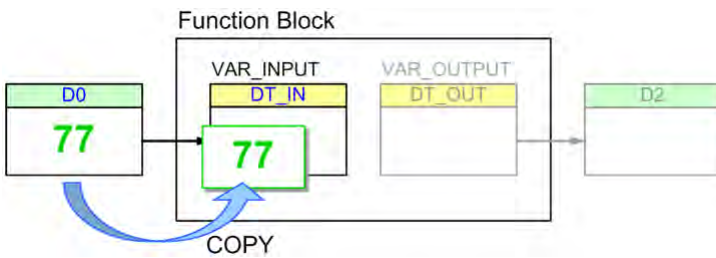 Function Block
VAR_INPUT
VAR_OUTPUT
D0
DT_IN
DT_OUT
D2
77
77
COPY